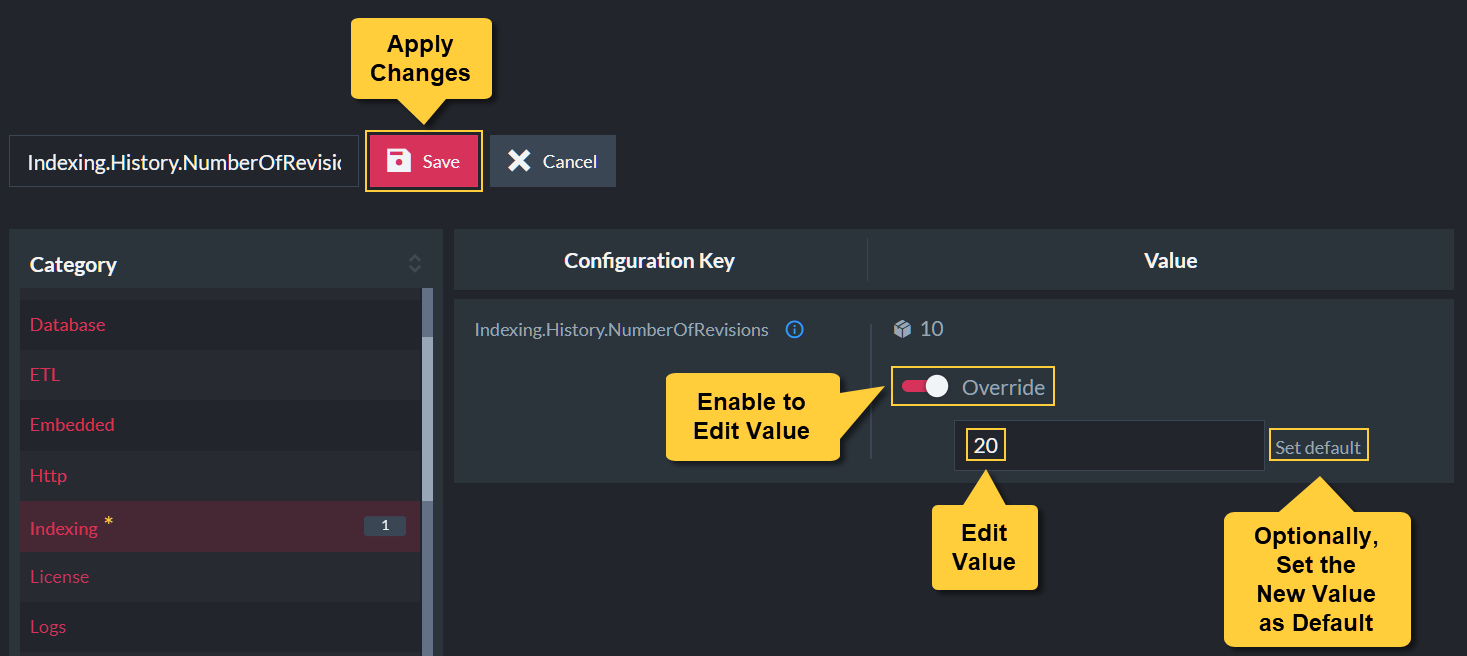 Apply
Changes
Indexing.History.NumberOfRevisi
Save
Cancel
Category
Configuration Key
Value
Database
ETL
Embedded
Http
Indexing *
1
License
Logs
Indexing.History.NumberOfRevisions
10
Override
Enable to
Edit Value
20
Set default
Edit
Value
Optionally,
Set the
New Value
as Default